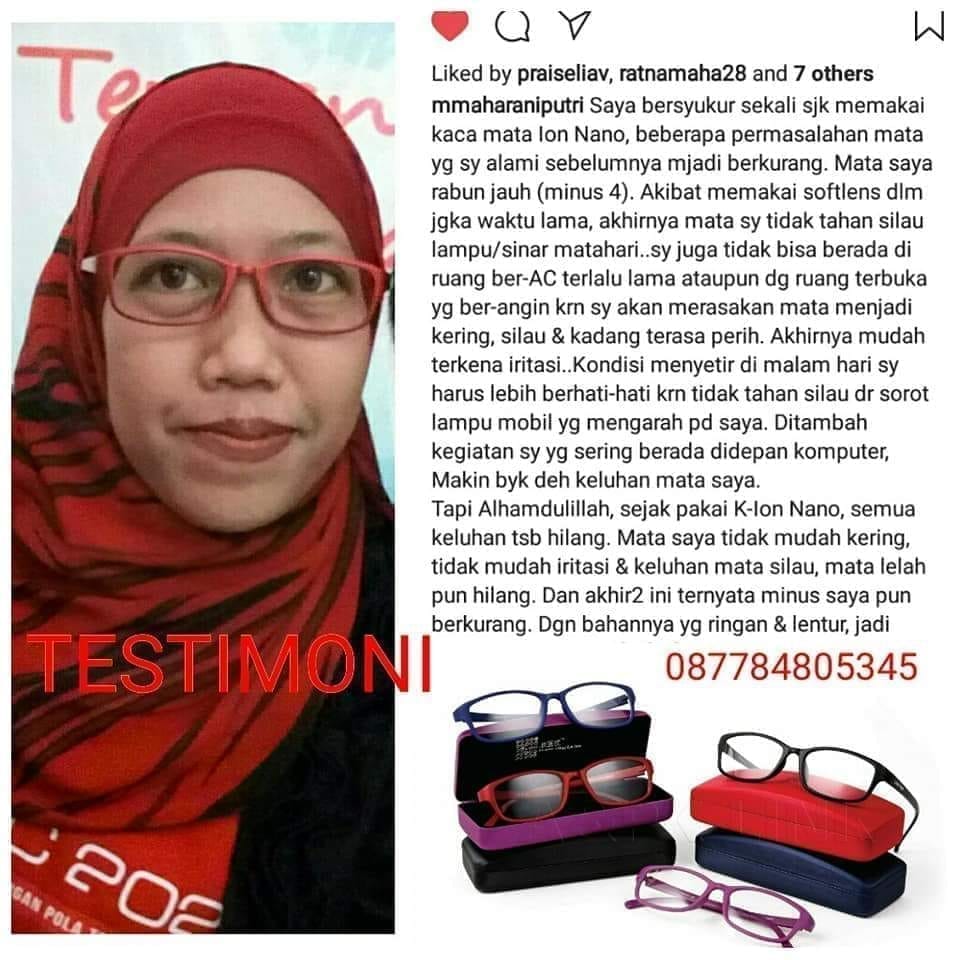 Te
Liked by praiseliav, ratnamaha28 and 7 others
mmaharaniputri Saya bersyukur sekali sjk memakai
kaca mata Ion Nano, beberapa permasalahan mata
yg sy alami sebelumnya mjadi berkurang. Mata saya
rabun jauh (minus 4). Akibat memakai softlens dlm
jgka waktu lama, akhirnya mata sy tidak tahan silau
lampu/sinar matahari..sy juga tidak bisa berada di
ruang ber-AC terlalu lama ataupun dg ruang terbuka
yg ber-angin krn sy akan merasakan mata menjadi
kering, silau & kadang terasa perih. Akhirnya mudah
terkena iritasi..Kondisi menyetir di malam hari sy
harus lebih berhati-hati krn tidak tahan silau dr sorot
lampu mobil yg mengarah pd saya. Ditambah
kegiatan sy yg sering berada didepan komputer,
Makin byk deh keluhan mata saya.
Tapi Alhamdulillah, sejak pakai K-Ion Nano, semua
keluhan tsb hilang. Mata saya tidak mudah kering,
tidak mudah iritasi & keluhan mata silau, mata lelah
pun hilang. Dan akhir2 ini ternyata minus saya pun
berkurang. Dgn bahannya yg ringan & lentur, jadi
TESTIMONI
087784805345
202
NGAN POLA